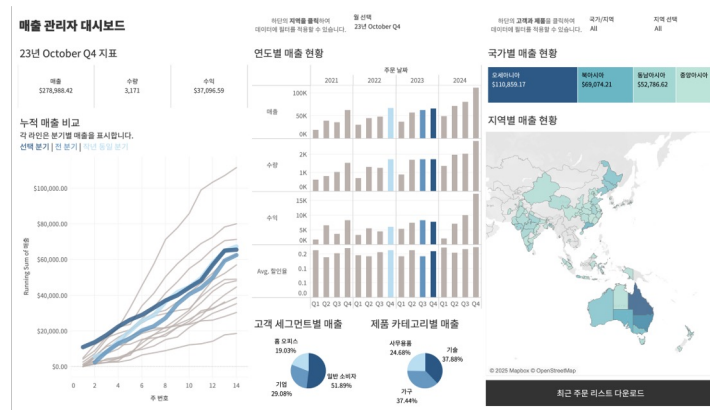 매출 관리자 대시보드
하단의 지역을 클릭하여
데이터에 필터를 적용할 수 있습니다.
월 선택
23년 October Q4
하단의 고객과 제품을 클릭하여
데이터에 필터를 적용할 수 있습니다.
국가/지역
All
지역 선택
All
23년 October Q4 지표
매출
$278,988.42
수량
3,171
수익
$37,096.59
누적 매출 비교
각 라인은 분기별 매출을 표시합니다.
선택 분기 | 전 분기 | 작년 동일 분기
Running Sum of 매출
$100,000.00
$80,000.00
$60,000.00
$40,000.00
$20,000.00
$0.00
0 2 4 6 8 10 12 14
주 번호
연도별 매출 현황
주문 날짜
2021 2022 2023 2024
매출
100K
50K
0K
수량
2K
1K
0K
수익
15K
10K
5K
0K
Avg. 할인율
0.2
0.1
0.1
0.0
Q1 Q2 Q3 Q4 Q1 Q2 Q3 Q4 Q1 Q2 Q3 Q4 Q1 Q2 Q3 Q4
고객 세그먼트별 매출
홈 오피스
19.03%
기업
29.08%
일반 소비자
51.89%
제품 카테고리별 매출
사무용품
24.68%
기술
37.88%
가구
37.44%
국가별 매출 현황
오세아니아
$110,859.17
북아시아
$69,074.21
동남아시아
$52,786.62
중앙아시아
지역별 매출 현황
© 2025 Mapbox © OpenStreetMap
최근 주문 리스트 다운로드